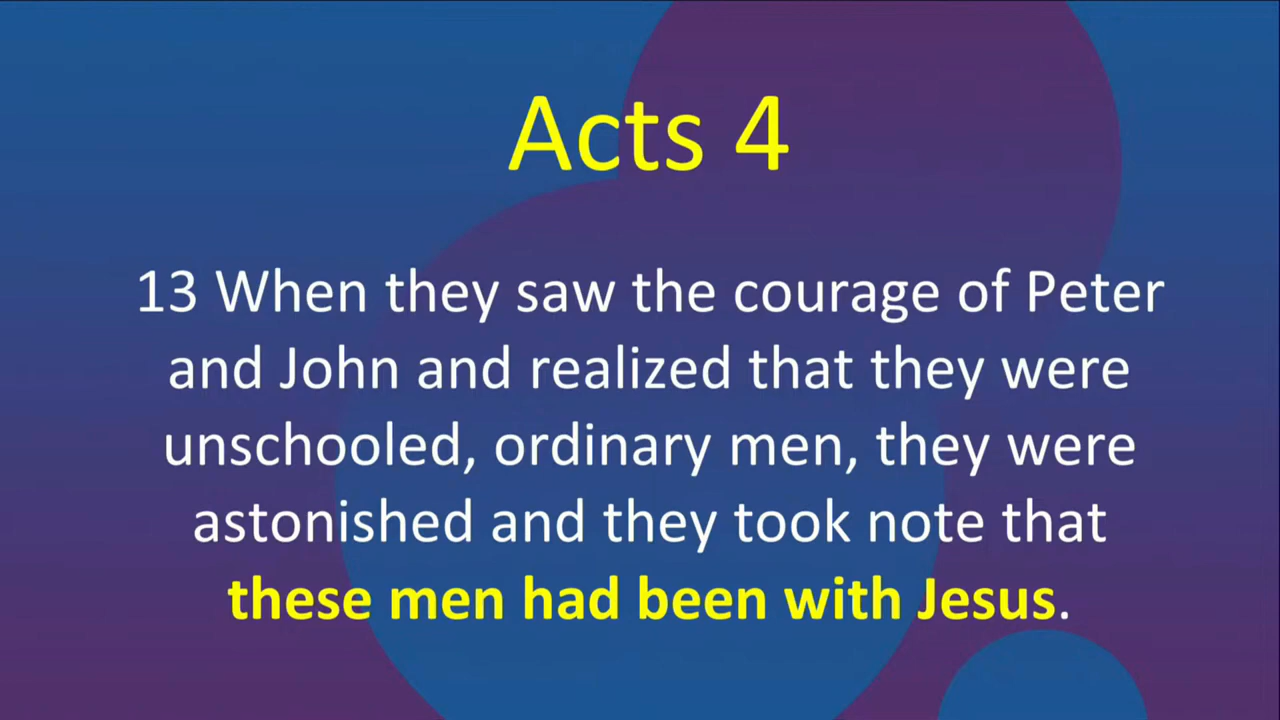 Acts 4
13 When they saw the courage of Peter
and John and realized that they were
unschooled, ordinary men, they were
astonished and they took note that
these men had been with Jesus.